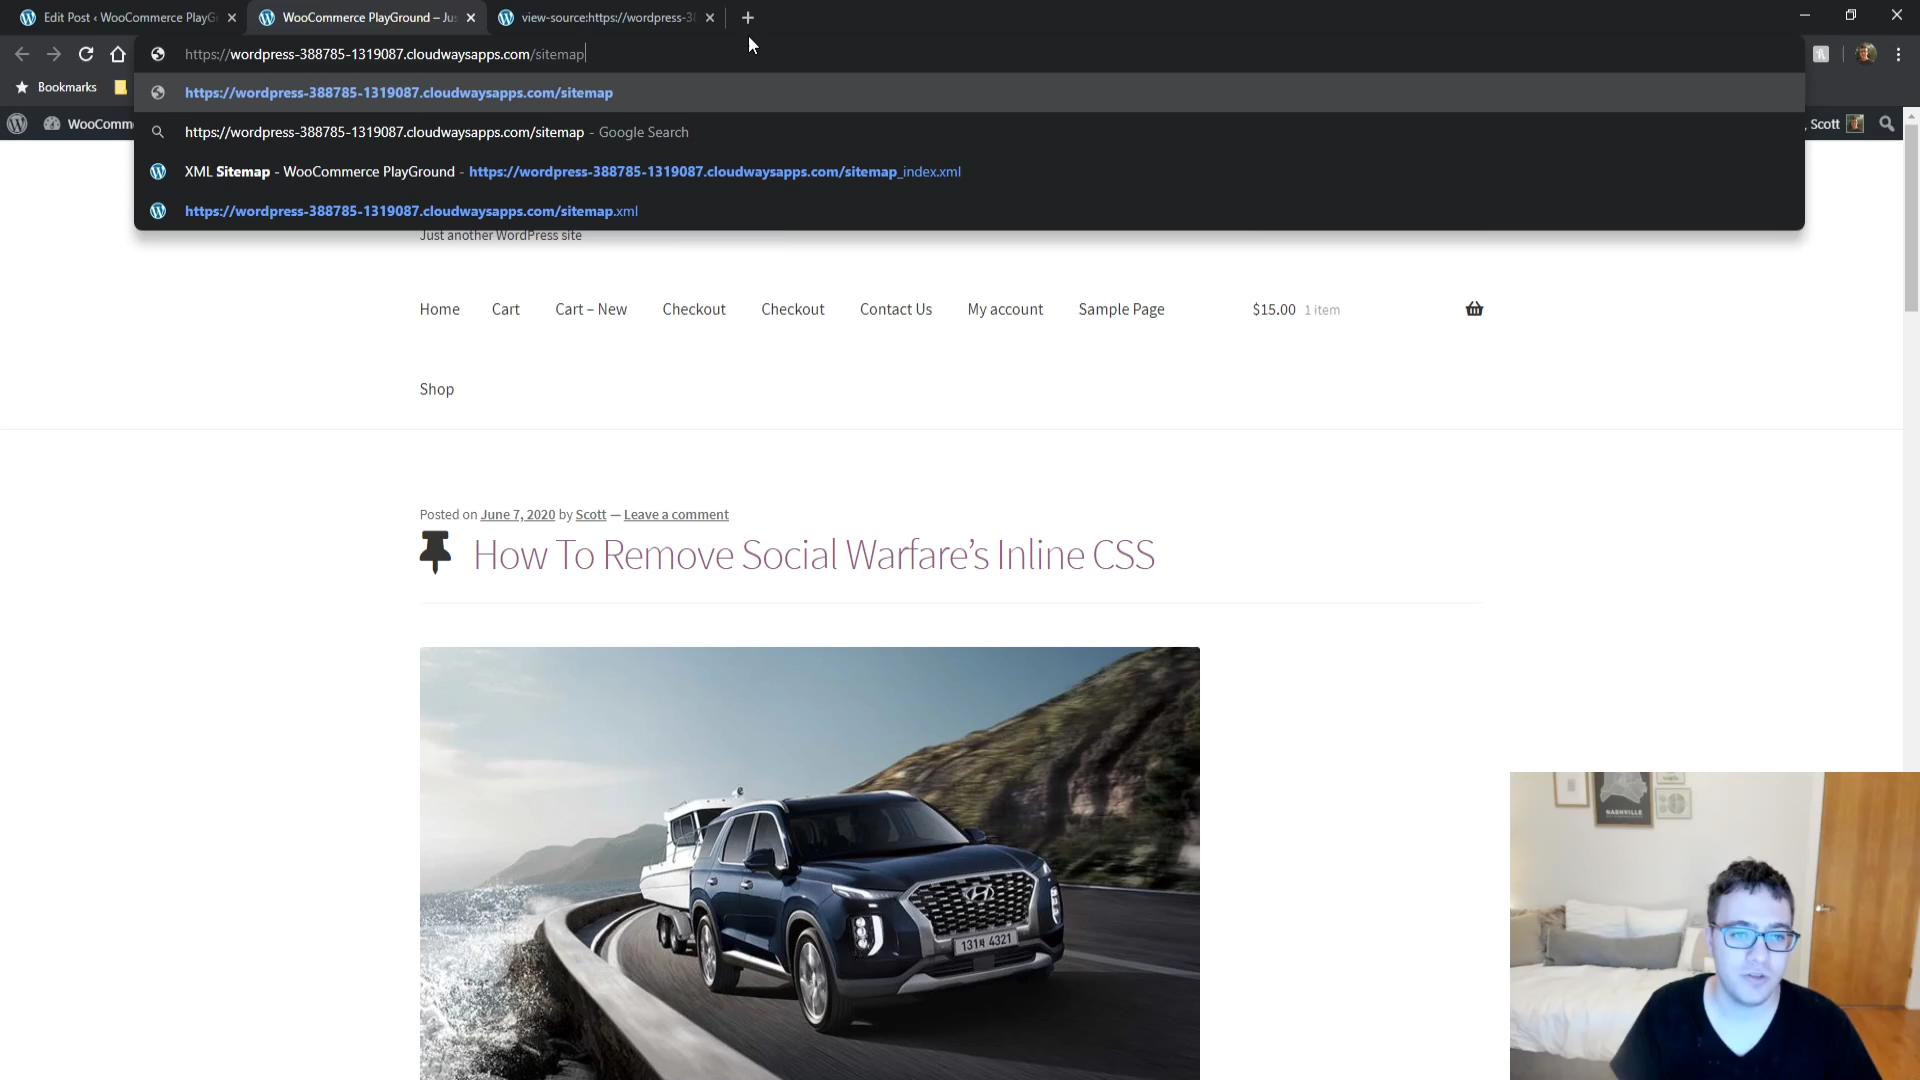 Edit Post ‹ WooCommerce PlayG
WooCommerce PlayGround – Jus
view-source:https://wordpress-38
https://wordpress-388785-1319087.cloudwaysapps.com/sitemap
Bookmarks
https://wordpress-388785-1319087.cloudwaysapps.com/sitemap
https://wordpress-388785-1319087.cloudwaysapps.com/sitemap - Google Search
XML Sitemap - WooCommerce PlayGround - https://wordpress-388785-1319087.cloudwaysapps.com/sitemap_index.xml
https://wordpress-388785-1319087.cloudwaysapps.com/sitemap.xml
WooComm
, Scott
Just another WordPress site
Home Cart Cart – New Checkout Checkout Contact Us My account Sample Page $15.00 1 item
Shop
Posted on June 7, 2020 by Scott — Leave a comment
How To Remove Social Warfare's Inline CSS
4321
NASHVILLE